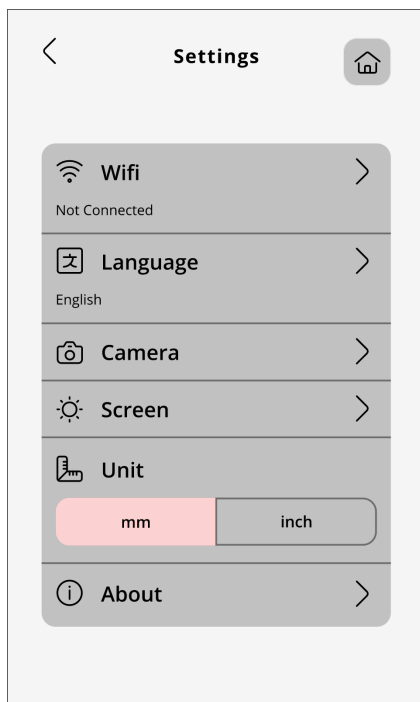 Settings
Wifi
Not Connected
Language
English
Camera
Screen
Unit
mm inch
About